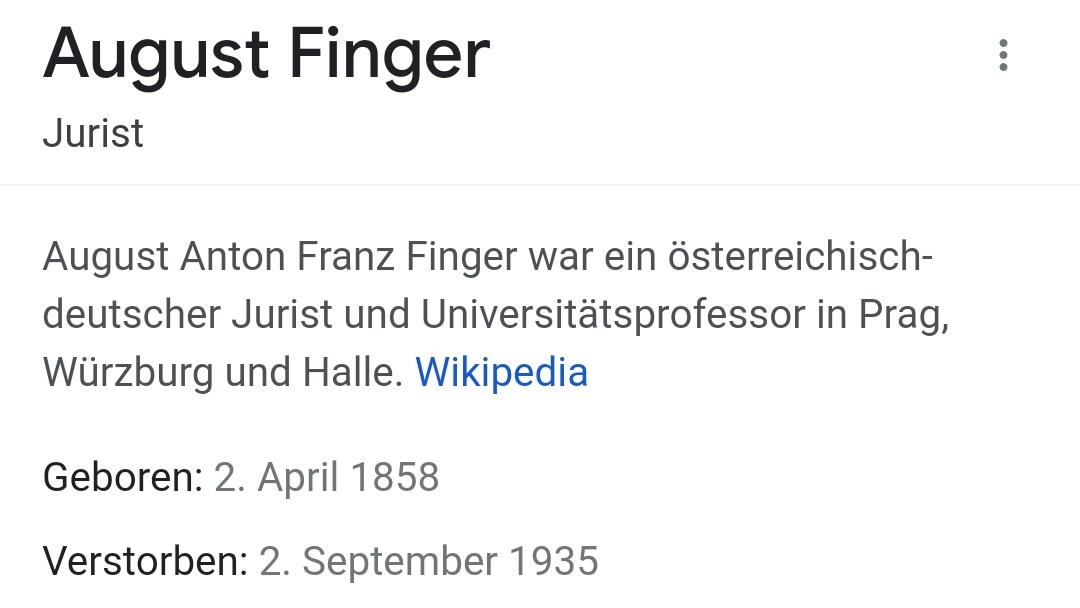 August Finger
Jurist
August Anton Franz Finger war ein österreichisch-
deutscher Jurist und Universitätsprofessor in Prag,
Würzburg und Halle. Wikipedia
Geboren: 2. April 1858
Verstorben: 2. September 1935